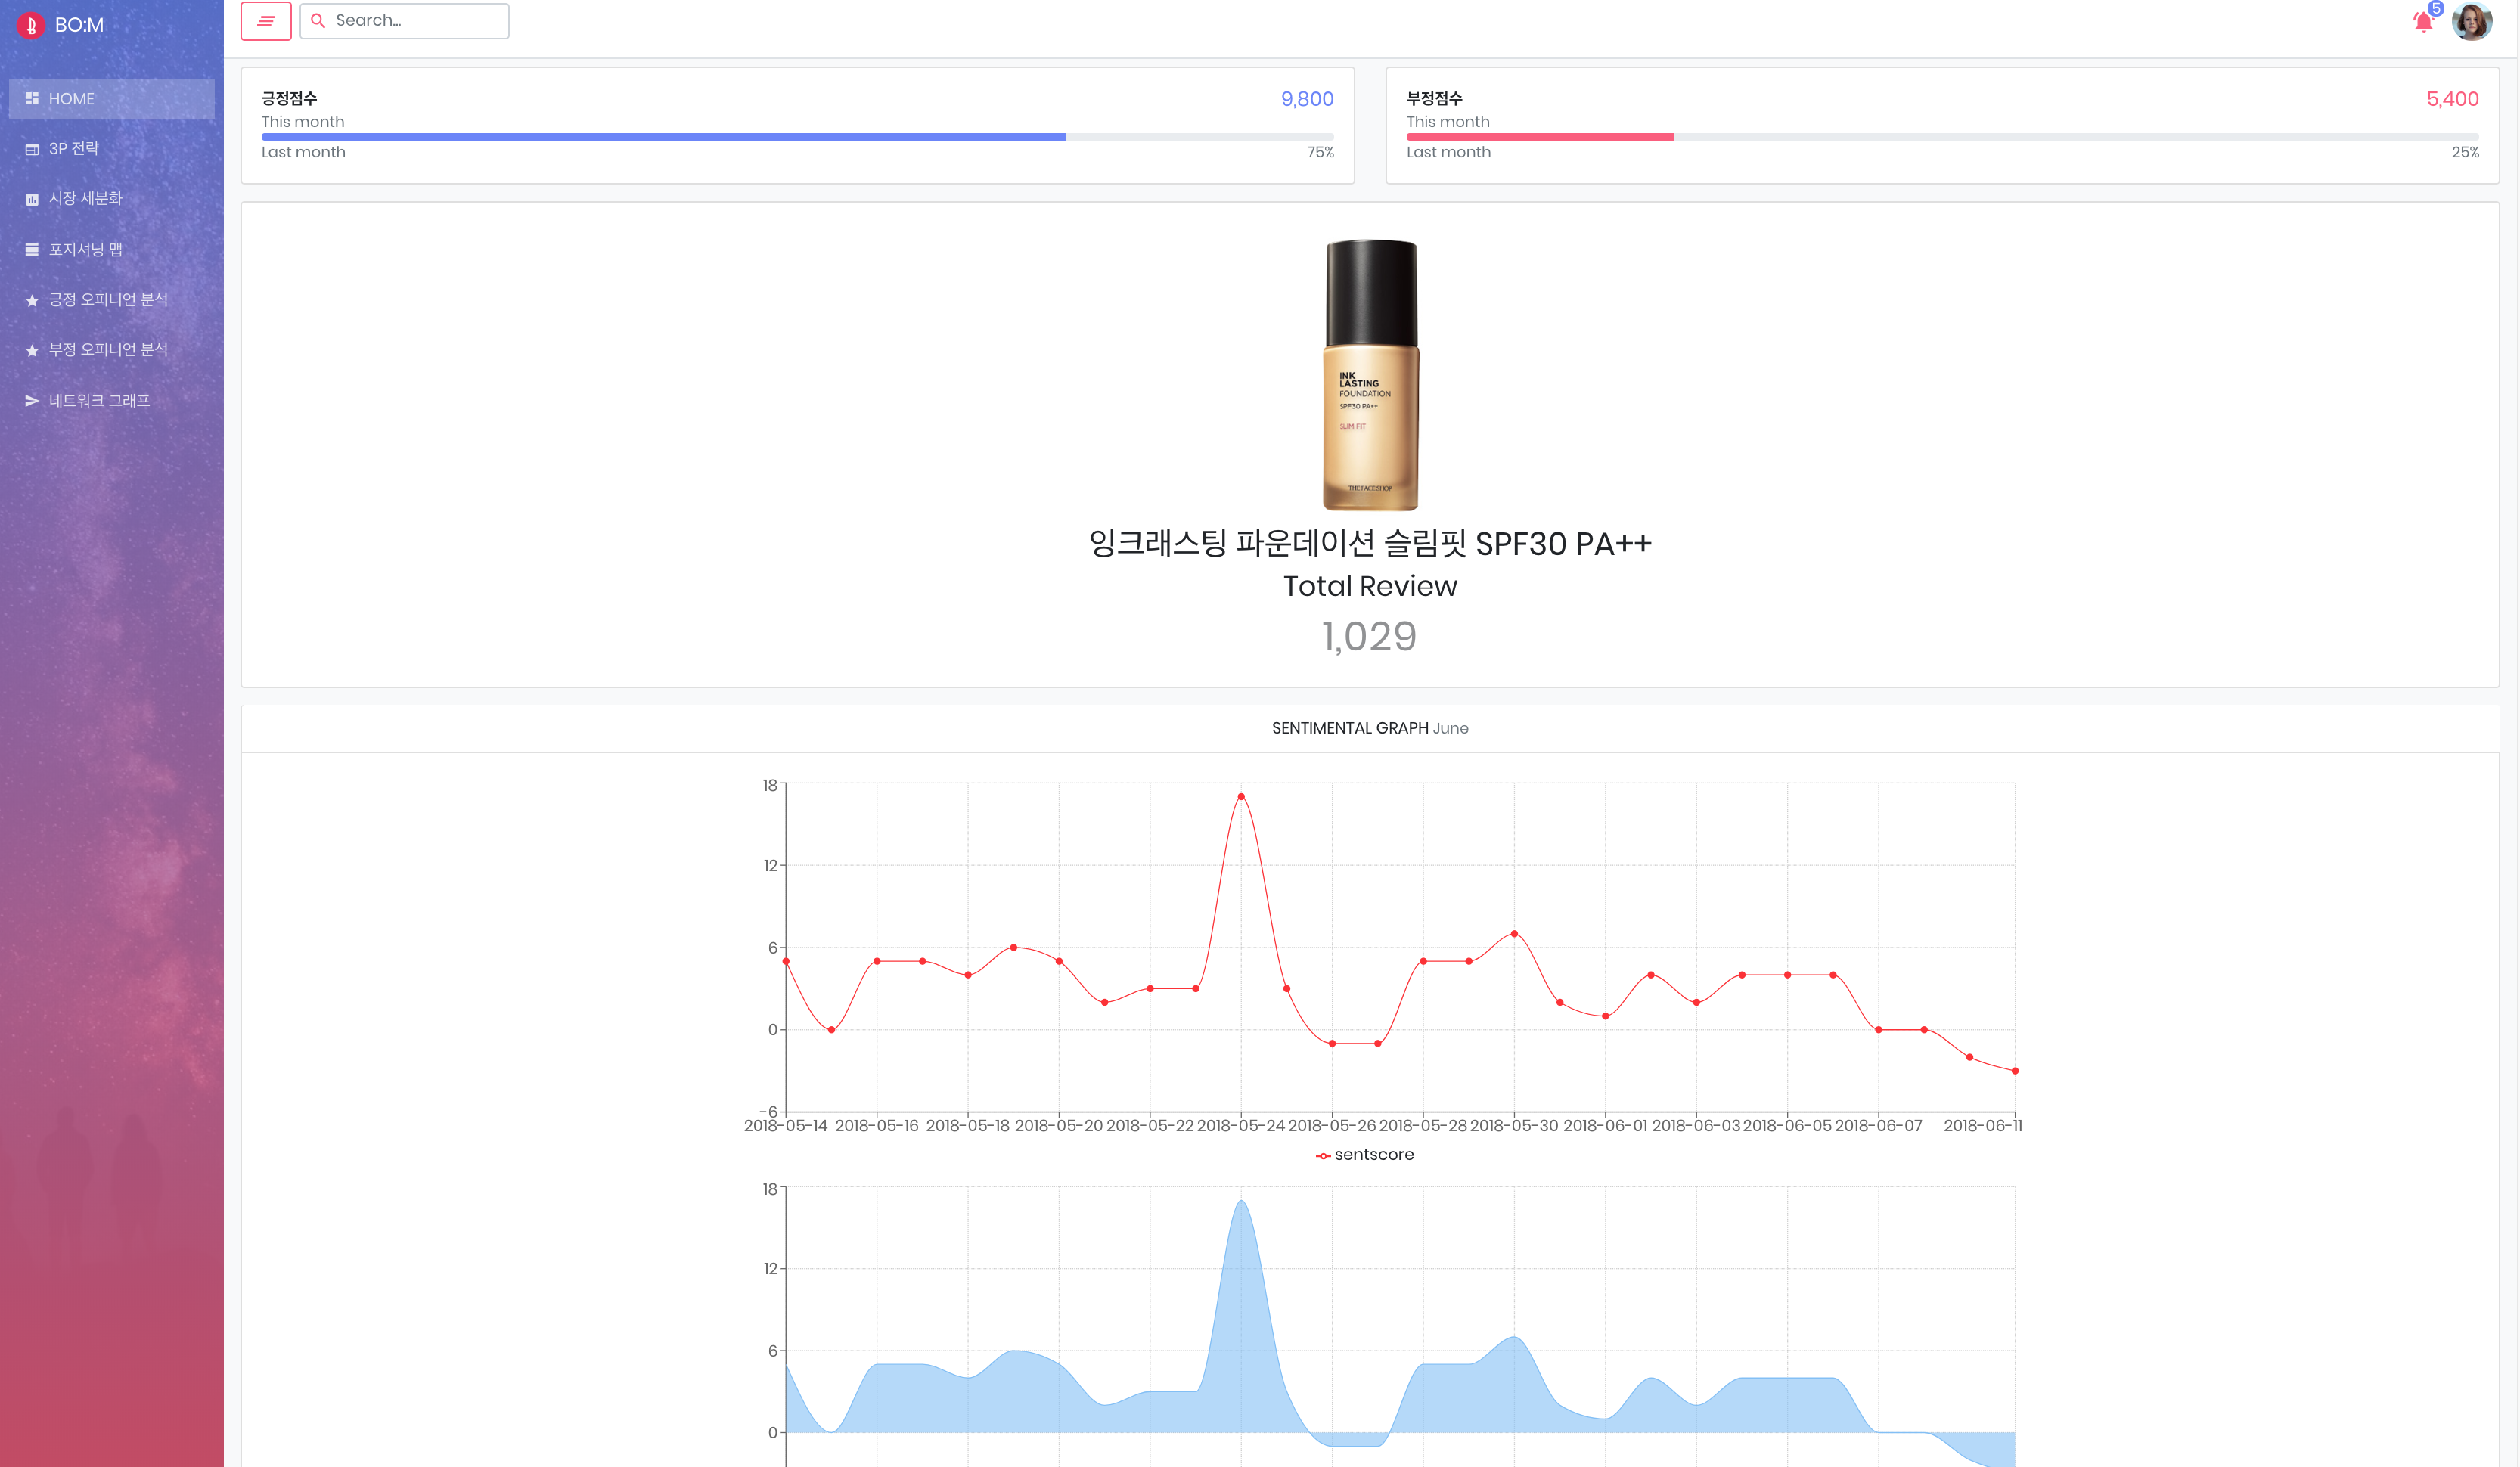 BO:M
HOME
3P 전략
시장 세분화
포지셔닝 맵
긍정 오피니언 분석
부정 오피니언 분석
네트워크 그래프
Search...
5
긍정점수 9,800
This month
Last month 75%
부정점수 5,400
This month
Last month 25%
INK
LASTING
FOUNDATION
SPF30 PA++
SLIM FIT
THE FACE SHOP
잉크래스팅 파운데이션 슬림핏 SPF30 PA++
Total Review
1,029
SENTIMENTAL GRAPH June
18
12
6
0
-6
2018-05-14 2018-05-16 2018-05-18 2018-05-20 2018-05-22 2018-05-24 2018-05-26 2018-05-28 2018-05-30 2018-06-01 2018-06-03 2018-06-05 2018-06-07 2018-06-11
sentscore
18
12
6
0